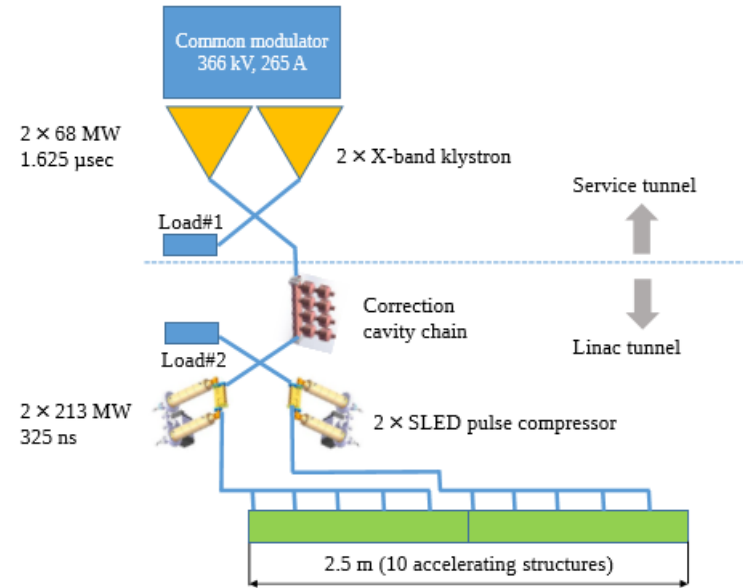 Common modulator
366 kV, 265 A
2 × 68 MW
1.625 µsec
2 × X-band klystron
Service tunnel
Load#1
Correction
cavity chain
Linac tunnel
Load#2
2 × 213 MW
325 ns
2 × SLED pulse compressor
2.5 m (10 accelerating structures)